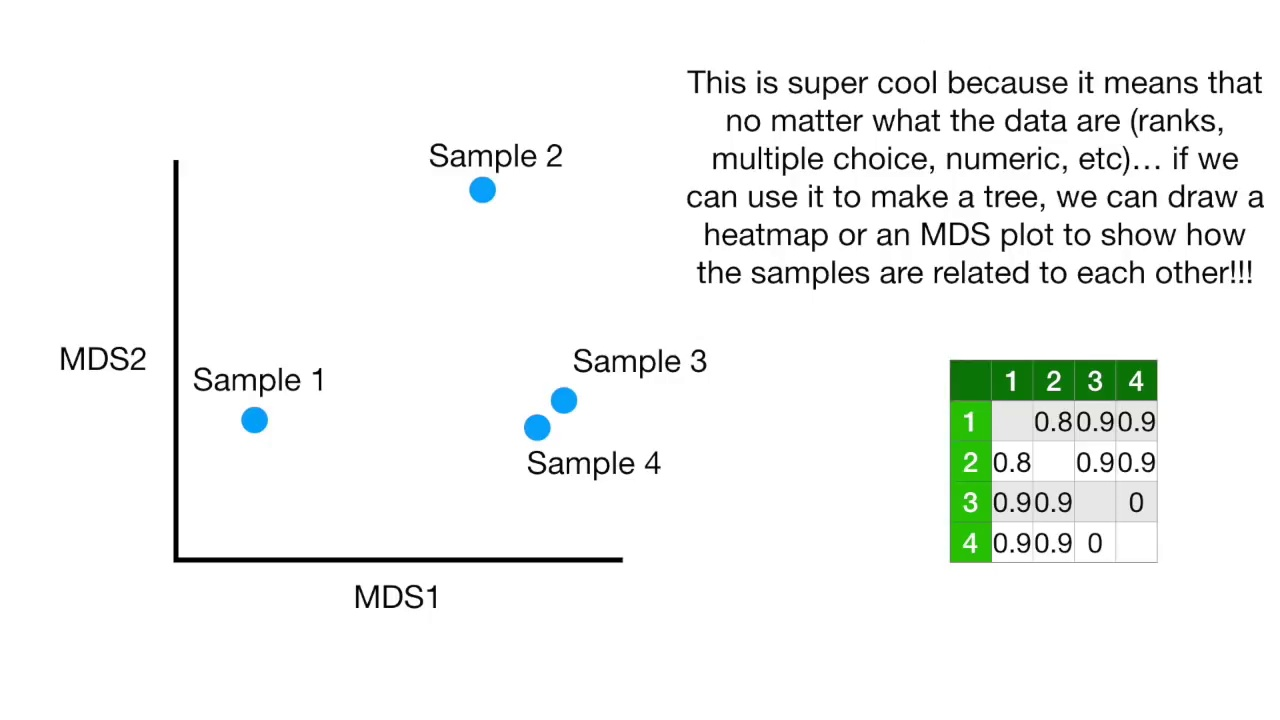 This is super cool because it means that
no matter what the data are (ranks,
multiple choice, numeric, etc)… if we
can use it to make a tree, we can draw a
heatmap or an MDS plot to show how
the samples are related to each other!!!
Sample 2
MDS2
Sample 1
Sample 3
Sample 4
MDS1
1 2 3 4
1 0.8 0.9 0.9
2 0.8 0.9 0.9
3 0.9 0.9 0
4 0.9 0.9 0